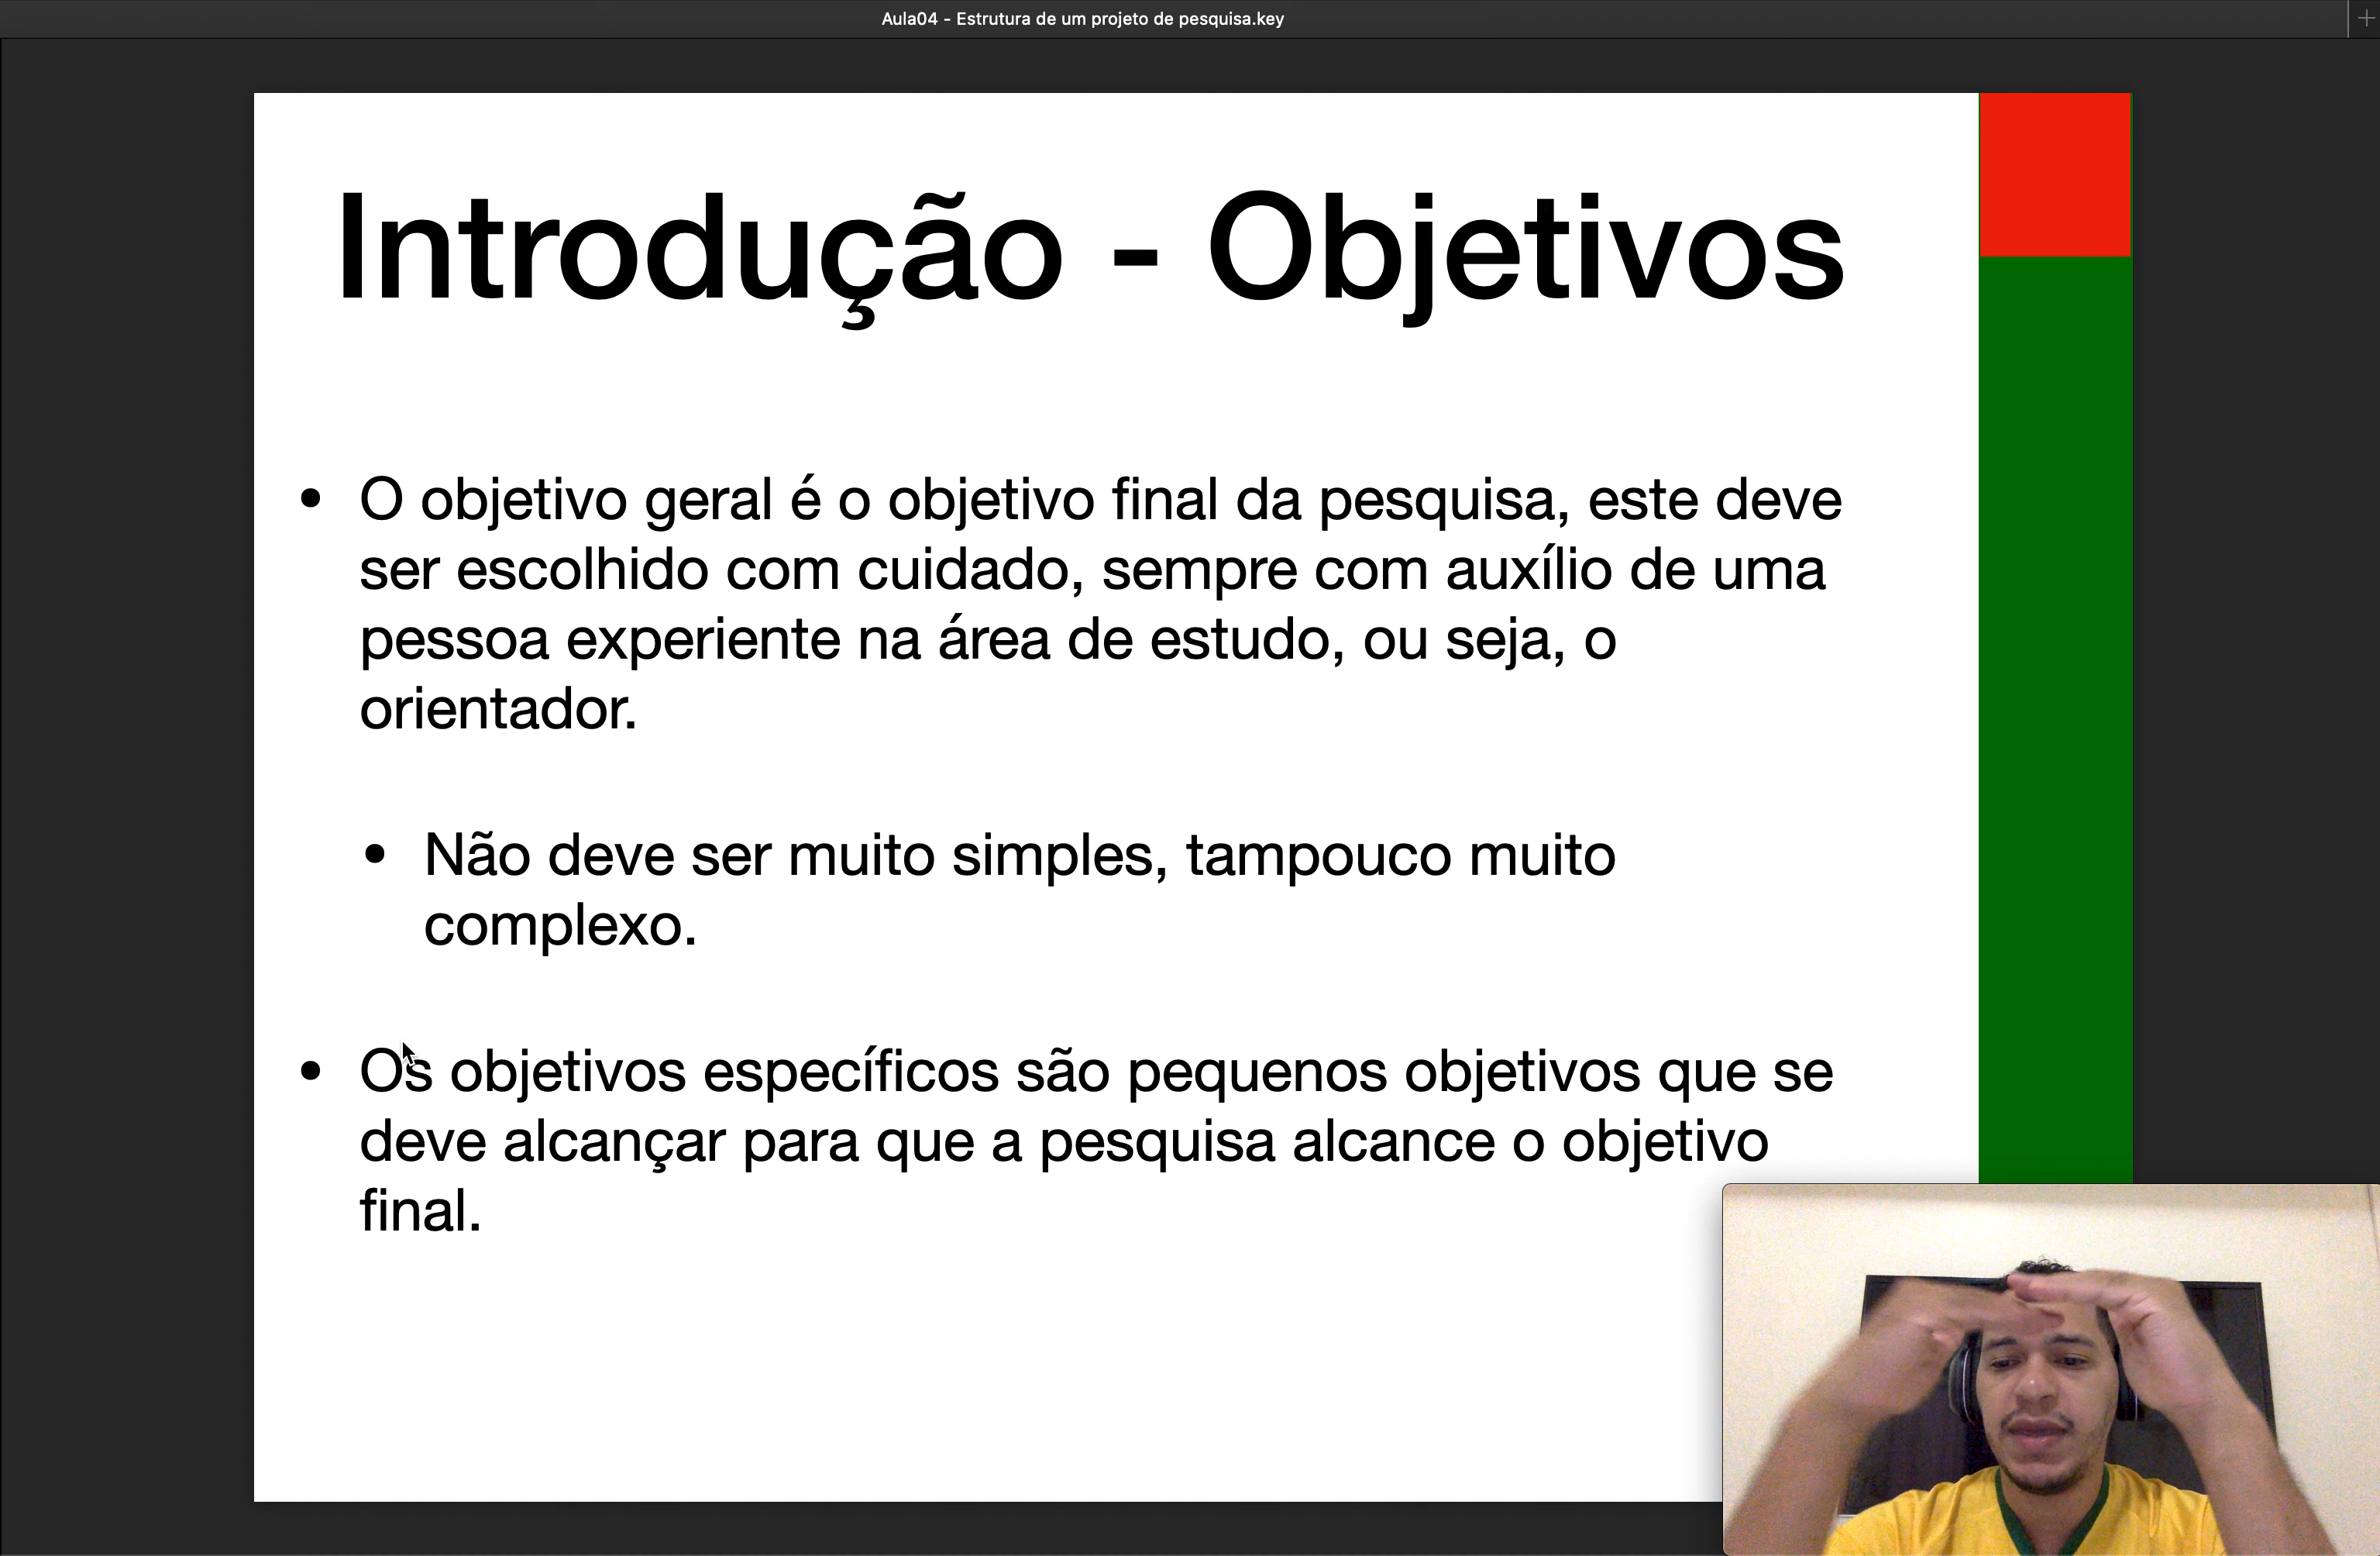 Aula04 - Estrutura de um projeto de pesquisa.key
Introdução - Objetivos
• O objetivo geral é o objetivo final da pesquisa, este deve
ser escolhido com cuidado, sempre com auxílio de uma
pessoa experiente na área de estudo, ou seja, o
orientador.
• Não deve ser muito simples, tampouco muito
complexo.
• Os objetivos específicos são pequenos objetivos que se
deve alcançar para que a pesquisa alcance o objetivo
final.